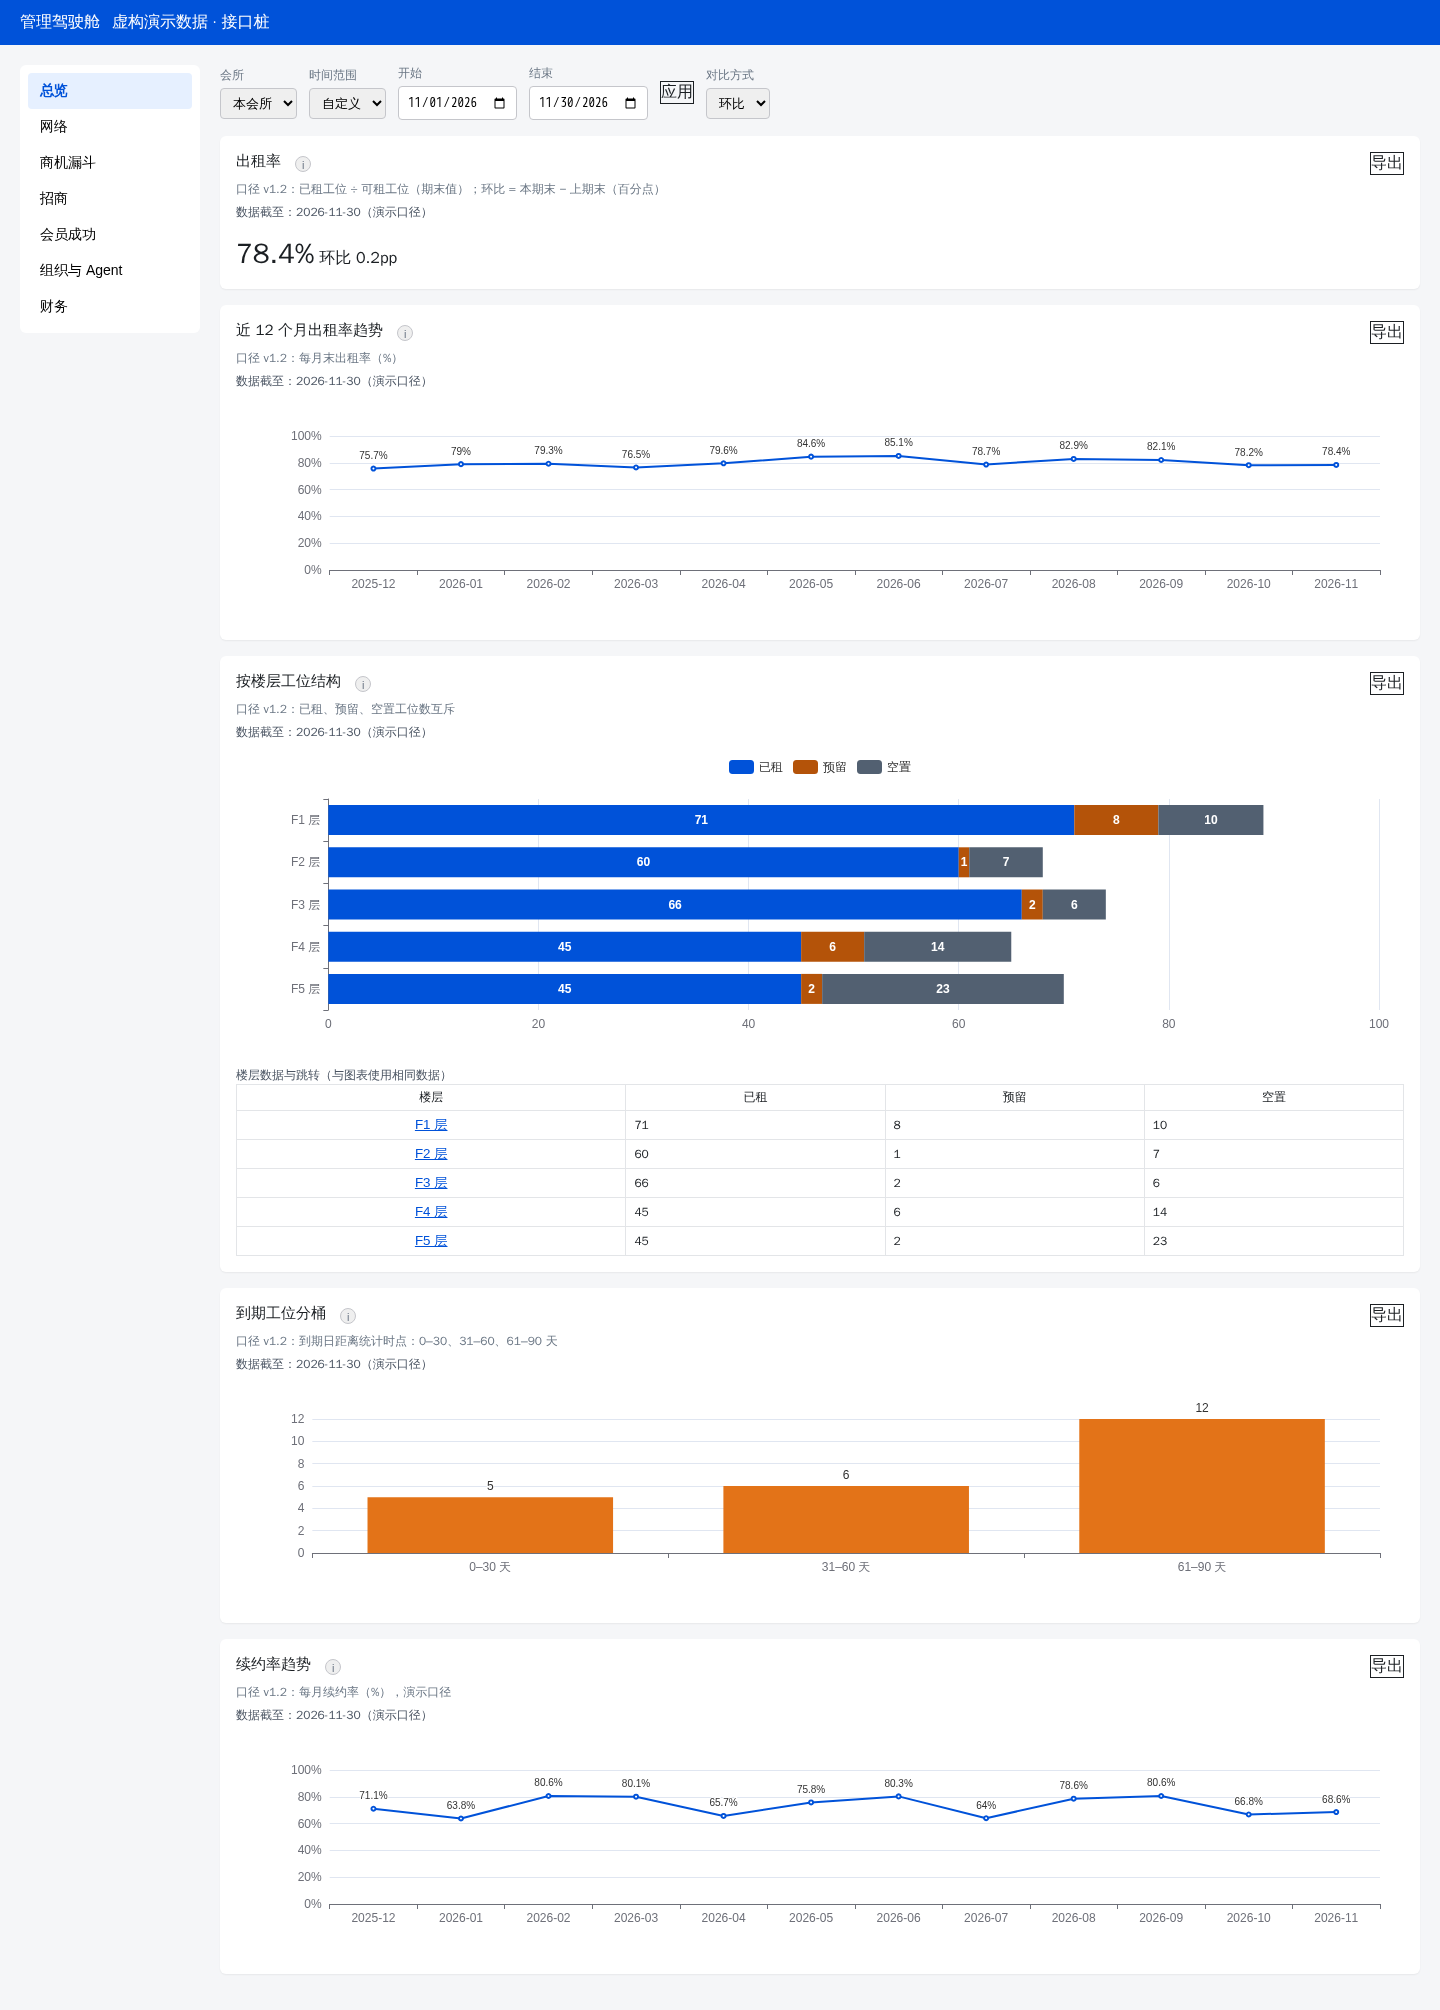 管理驾驶舱 虚构演示数据 · 接口桩
总览
网络
商机漏斗
招商
会员成功
组织与 Agent
财务
会所 时间范围 开始 结束 对比方式
本会所 自定义 11/01/2026 11/30/2026 应用 环比
出租率 i 导出
口径 v1.2：已租工位 ÷ 可租工位（期末值）；环比 = 本期末 − 上期末（百分点）
数据截至：2026-11-30（演示口径）
78.4% 环比 0.2pp
近 12 个月出租率趋势 i 导出
口径 v1.2：每月末出租率（%）
数据截至：2026-11-30（演示口径）
100%
80%
60%
40%
20%
0%
75.7% 79% 79.3% 76.5% 79.6% 84.6% 85.1% 78.7% 82.9% 82.1% 78.2% 78.4%
2025-12 2026-01 2026-02 2026-03 2026-04 2026-05 2026-06 2026-07 2026-08 2026-09 2026-10 2026-11
按楼层工位结构 i 导出
口径 v1.2：已租、预留、空置工位数互斥
数据截至：2026-11-30（演示口径）
已租 预留 空置
F1 层 71 8 10
F2 层 60 1 7
F3 层 66 2 6
F4 层 45 6 14
F5 层 45 2 23
0 20 40 60 80 100
楼层数据与跳转（与图表使用相同数据）
楼层 已租 预留 空置
F1 层 71 8 10
F2 层 60 1 7
F3 层 66 2 6
F4 层 45 6 14
F5 层 45 2 23
到期工位分桶 i 导出
口径 v1.2：到期日距离统计时点：0–30、31–60、61–90 天
数据截至：2026-11-30（演示口径）
12
10
8
6
4
2
0
5 6 12
0–30 天 31–60 天 61–90 天
续约率趋势 i 导出
口径 v1.2：每月续约率（%），演示口径
数据截至：2026-11-30（演示口径）
100%
80%
60%
40%
20%
0%
71.1% 63.8% 80.6% 80.1% 65.7% 75.8% 80.3% 64% 78.6% 80.6% 66.8% 68.6%
2025-12 2026-01 2026-02 2026-03 2026-04 2026-05 2026-06 2026-07 2026-08 2026-09 2026-10 2026-11